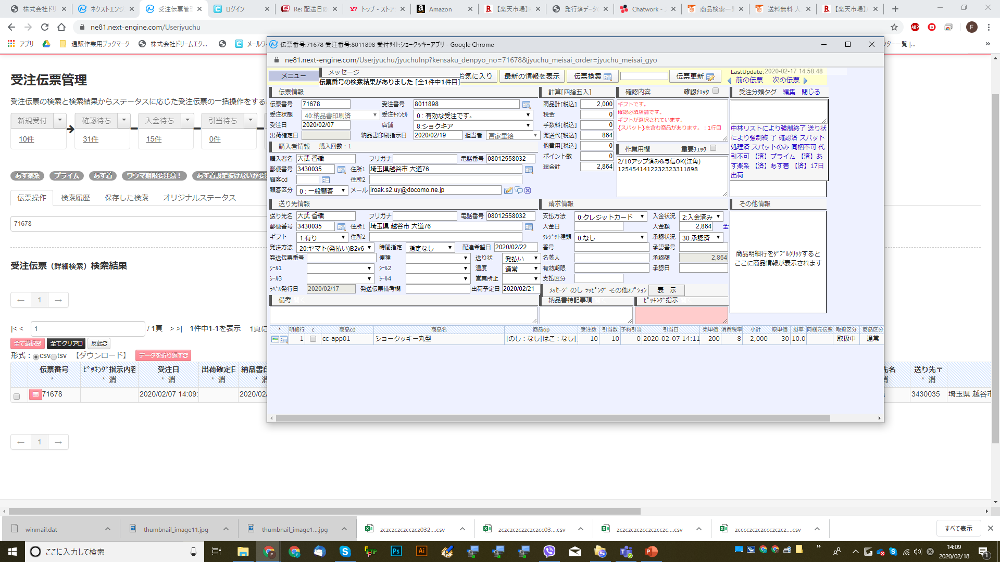 株式会社ドリ
ネクストエンジ
受注伝票管理
ログイン
Re: 配送日の
トップ - ストア
Amazon
【楽天市場】
発行済データ
Chatwork - 
商品検索一覧
送料無料 人
【楽天市場】
ne81.next-engine.com/Userjyuchu
アプリ
通販作業用ブックマーク
株式会社ドリームエク...
メールワ
ンター一覧 |...
受注伝票管理
受注伝票の検索と検索結果からステータスに応じた受注伝票の一括操作をする
新規受付
確認待ち
入金待ち
引当待ち
10件
31件
15件
0件
あす楽系
プライム
あす着
ワウマ期限要注意！
あす着設定抜けないか要注
伝票操作
検索履歴
保存した検索
オリジナルステータス
71678
受注伝票（詳細検索）検索結果
← 1 →
|< <
1
/ 1頁
> >|
1件中1-1を表示
1頁に
全て選択
全てクリア
反転
形式：csv tsv 【ダウンロード】
データを折り返す
伝票番号
ﾋﾟｯｷﾝｸﾞ指示内容
受注日
出荷確定日
納品書印
*
* 消
* 消
* 消
* 消
71678
2020/02/07 14:09:
2020/02/
先名
送り先〒
消
* 消
3430035
埼玉県 越谷市
← 1 →
伝票番号:71678 受注番号:8011898 受付サイト:ショークッキーアプリ - Google Chrome
ne81.next-engine.com/Userjyuchu/jyuchuInp?kensaku_denpyo_no=71678&jyuchu_meisai_order=jyuchu_meisai_gyo
メニュー
メッセージ
伝票番号の検索結果がありました [全1件中1件目]
お気に入り
最新の情報を表示
伝票検索
伝票更新
LastUpdate:2020-02-17 14:58:48
前の伝票
次の伝票
伝票情報
伝票番号
71678
受注番号
8011898
受注状態
40:納品書印刷済
受注ｷｬﾝｾﾙ
0 : 有効な受注です。
受注日
2020/02/07
店舗
8:ショクキア
出荷確定日
納品書印刷指示日
2020/02/19
担当者
宮家里絵
購入者情報
購入回数 : 1
購入者名
大武 香織
フリガナ
電話番号
08012558032
郵便番号
3430035
住所1
埼玉県越谷市 大道76
顧客cd
住所2
顧客区分
0 : 一般顧客
メール
iroak.s2.uy@docomo.ne.jp
計算[四捨五入]
商品計[税込]
2,000
税金
0
手数料[税込]
0
発送代[税込]
864
他費用[税込]
0
ポイント数
0
総合計
2,864
確認内容
確認ﾁｪｯｸ
ギフトです。
確認必須店舗です。
ギフトが選択されています。
{スパット}を含む商品があります。: 1行目
作業用欄
重要ﾁｪｯｸ
2/10アップ済み&与信OK(江角)
1254541412232323311898
受注分類タグ
編集
閉じる
中林リストにより強制終了 送り状
により強制終 了 確認済 スパット
処理済 スパットのみ 同梱不可 代
引不可 【済】プライム 【済】あ
す楽系 【済】あす着 【済】17日
出荷
送り先情報
送り先名
大武 香織
フリガナ
電話番号
08012558032
郵便番号
3430035
住所1
埼玉県 越谷市 大道76
ギフト
1:有り
住所2
発送方法
20:ヤマト(発払い)B2v6
時間指定
指定なし
配達希望日
2020/02/22
発送伝票番号
便種
送り状
発払い
ｼｰﾙ1
ｼｰﾙ2
温度
通常
ｼｰﾙ3
ｼｰﾙ4
営業所止
ﾗﾍﾞﾙ発行日
2020/02/17
発送伝票備考欄
出荷予定日
2020/02/21
請求情報
支払方法
0:クレジットカード
入金状況
2:入金済み
入金日
入金額
2,864
全
ｸﾚｼﾞｯﾄ種類
0:なし
承認状況
30:承認済
番号
承認番号
名義人
承認額
2,864
有効期限
承認日
支払区分
ﾒｯｾｰｼﾞ のし ﾗｯﾋﾟﾝｸﾞ その他ｵﾌﾟｼｮﾝ
表 示
その他情報
商品明細行をﾀﾞﾌﾞﾙｸﾘｯｸすると
ここに商品情報が表示されます
備考
納品書特記事項
ﾋﾟｯｷﾝｸﾞ指示
*
明細行
c
商品cd
商品名
商品op
受注数
引当数
予約引当
引当日
売単価
消費税率
小計
原単価
掛率
同梱元伝票
取扱区分
商品区分
1
cc-app01
ショークッキー丸型
|のし : なし|はこ : なし|.
10
10
0
2020-02-07 14:11
200
8
2,000
30
10.0
取扱中
通常
winmail.dat
thumbnail_image11.jpg
thumbnail_image1....jpg
すべて表示
ここに入力して検索
14:09
2020/02/18